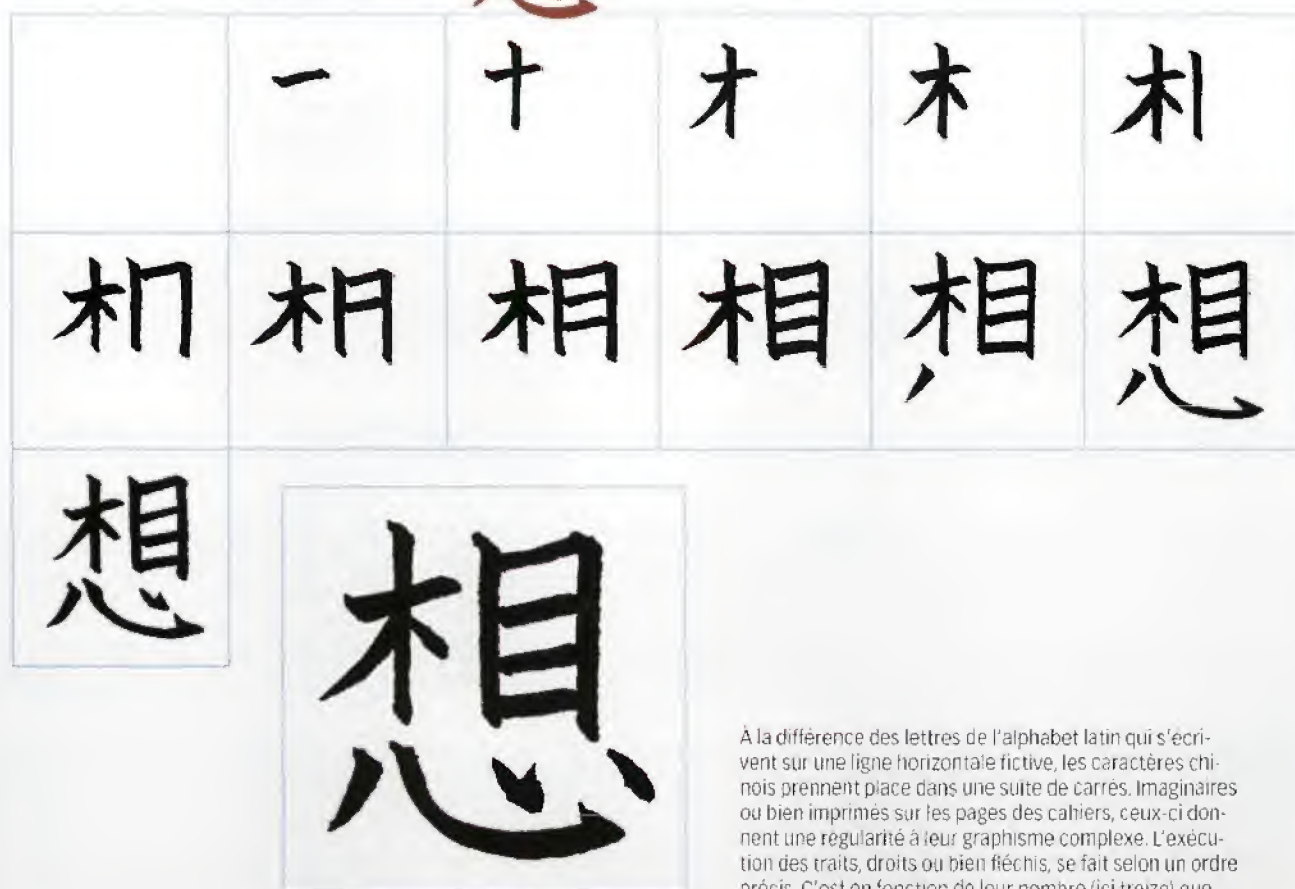 一 十 才 木 朩丨
相 想
想
想
À la différence des lettres de l'alphabet latin qui s'écri-
vent sur une ligne horizontale fictive, les caractères chi-
nois prennent place dans une suite de carrés. Imaginaires
ou bien imprimés sur les pages des cahiers, ceux-ci don-
nent une régularité à leur graphisme complexe. L'exécu-
tion des traits, droits ou bien fléchis, se fait selon un ordre
précis. C'est en fonction de leur nombre (ici treize) que